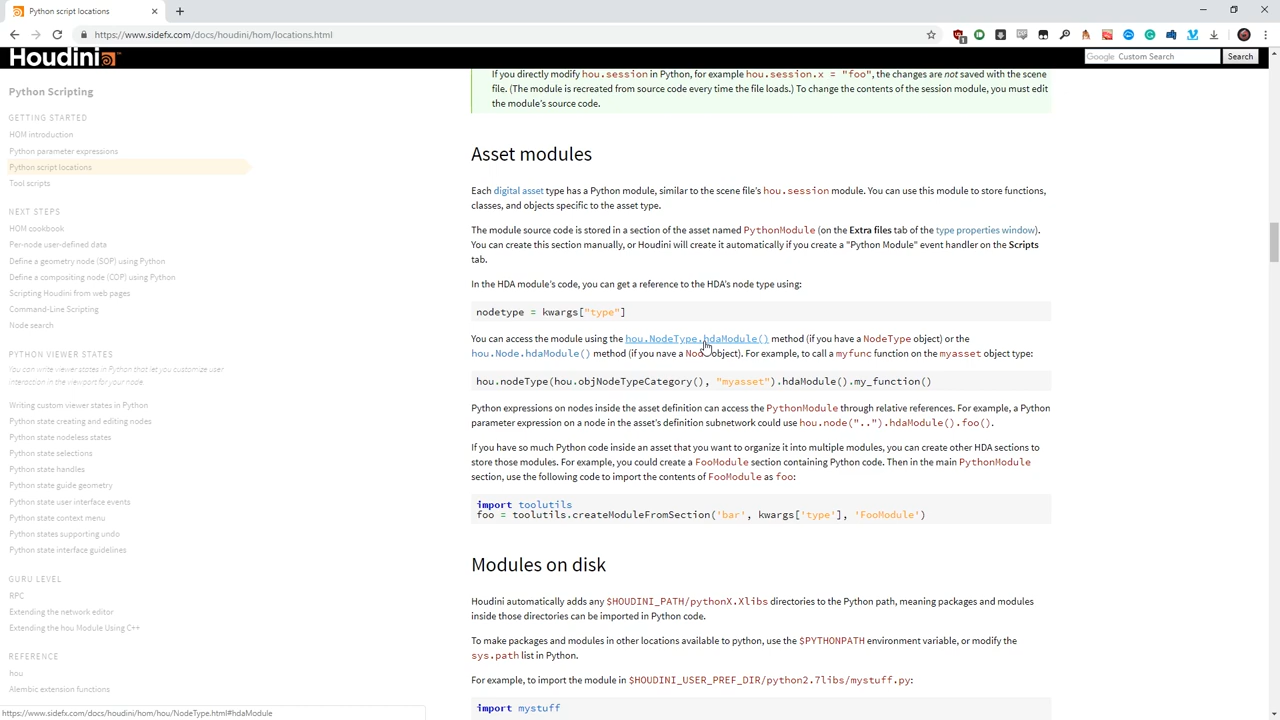 Python script locations
https://www.sidefx.com/docs/houdini/hom/locations.html
Houdini
Google Custom Search
Search
Python Scripting
GETTING STARTED
HOM introduction
Python parameter expressions
Python script locations
Tool scripts
NEXT STEPS
HOM cookbook
Per-node user-defined data
Define a geometry node (SOP) using Python
Define a compositing node (COP) using Python
Scripting Houdini from web pages
Command-Line Scripting
Node search
PYTHON VIEWER STATES
You can write viewer states in Python that let you customize user
interaction in the viewport for your node.
Writing custom viewer states in Python
Python state creating and editing nodes
Python state nodeless states
Python state selections
Python state handles
Python state guide geometry
Python state user interface events
Python state context menu
Python states supporting undo
Python state interface guidelines
GURU LEVEL
RPC
Extending the network editor
Extending the hou Module Using C++
REFERENCE
hou
Alembic extension functions
If you directly modify hou.session in Python, for example hou.session.x = "foo", the changes are not saved with the scene
file. (The module is recreated from source code every time the file loads.) To change the contents of the session module, you must edit
the module's source code.
Asset modules
Each digital asset type has a Python module, similar to the scene file's hou.session module. You can use this module to store functions,
classes, and objects specific to the asset type.
The module source code is stored in a section of the asset named PythonModule (on the Extra files tab of the type properties window).
You can create this section manually, or Houdini will create it automatically if you create a "Python Module" event handler on the Scripts
tab.
In the HDA module's code, you can get a reference to the HDA's node type using:
nodetype = kwargs["type"]
You can access the module using the hou.NodeType.hdaModule() method (if you have a NodeType object) or the
hou.Node.hdaModule() method (if you have a Node object). For example, to call a myfunc function on the myasset object type:
hou.nodeType(hou.objNodeTypeCategory(), "myasset").hdaModule().my_function()
Python expressions on nodes inside the asset definition can access the PythonModule through relative references. For example, a Python
parameter expression on a node in the asset's definition subnetwork could use hou.node("..").hdaModule().foo().
If you have so much Python code inside an asset that you want to organize it into multiple modules, you can create other HDA sections to
store those modules. For example, you could create a FooModule section containing Python code. Then in the main PythonModule
section, use the following code to import the contents of FooModule as foo:
import toolutils
foo = toolutils.createModuleFromSection('bar', kwargs['type'], 'FooModule')
Modules on disk
Houdini automatically adds any $HOUDINI_PATH/pythonX.Xlibs directories to the Python path, meaning packages and modules
inside those directories can be imported in Python code.
To make packages and modules in other locations available to python, use the $PYTHONPATH environment variable, or modify the
sys.path list in Python.
For example, to import the module in $HOUDINI_USER_PREF_DIR/python2.7libs/mystuff.py:
import mystuff
https://www.sidefx.com/docs/houdini/hom/hou/NodeType.html#hdaModule